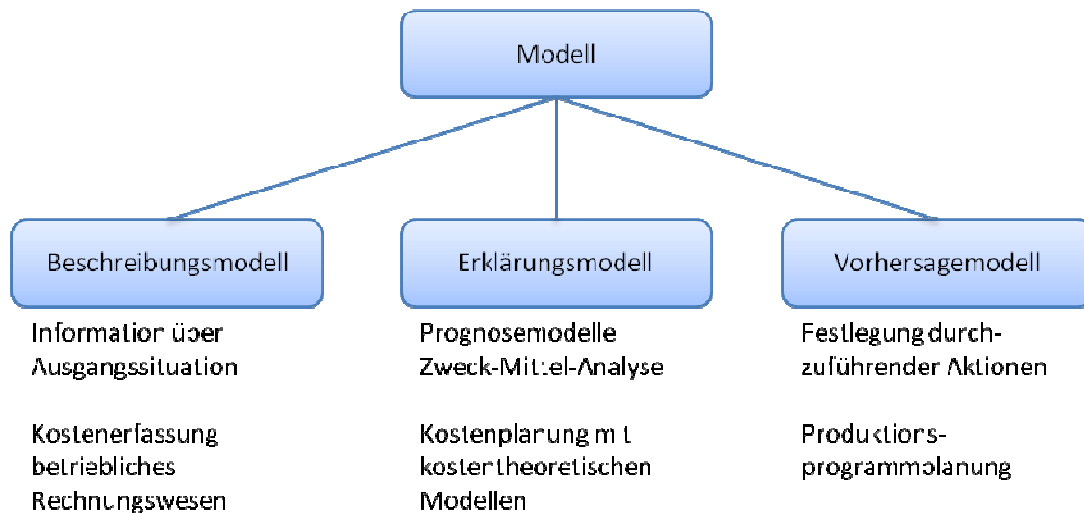 Modell
Beschreibungsmodell
Erklärungsmodell
Vorhersagemodell
Information über
Ausgangssituation
Kostenerfassung
betriebliches
Rechnungswesen
Prognosemodelle
Zweck-Mittel-Analyse
Kostenplanung mit
kostentheoretischen
Modellen
Festlegung durch-
zuführender Aktionen
Produktions-
programmplanung